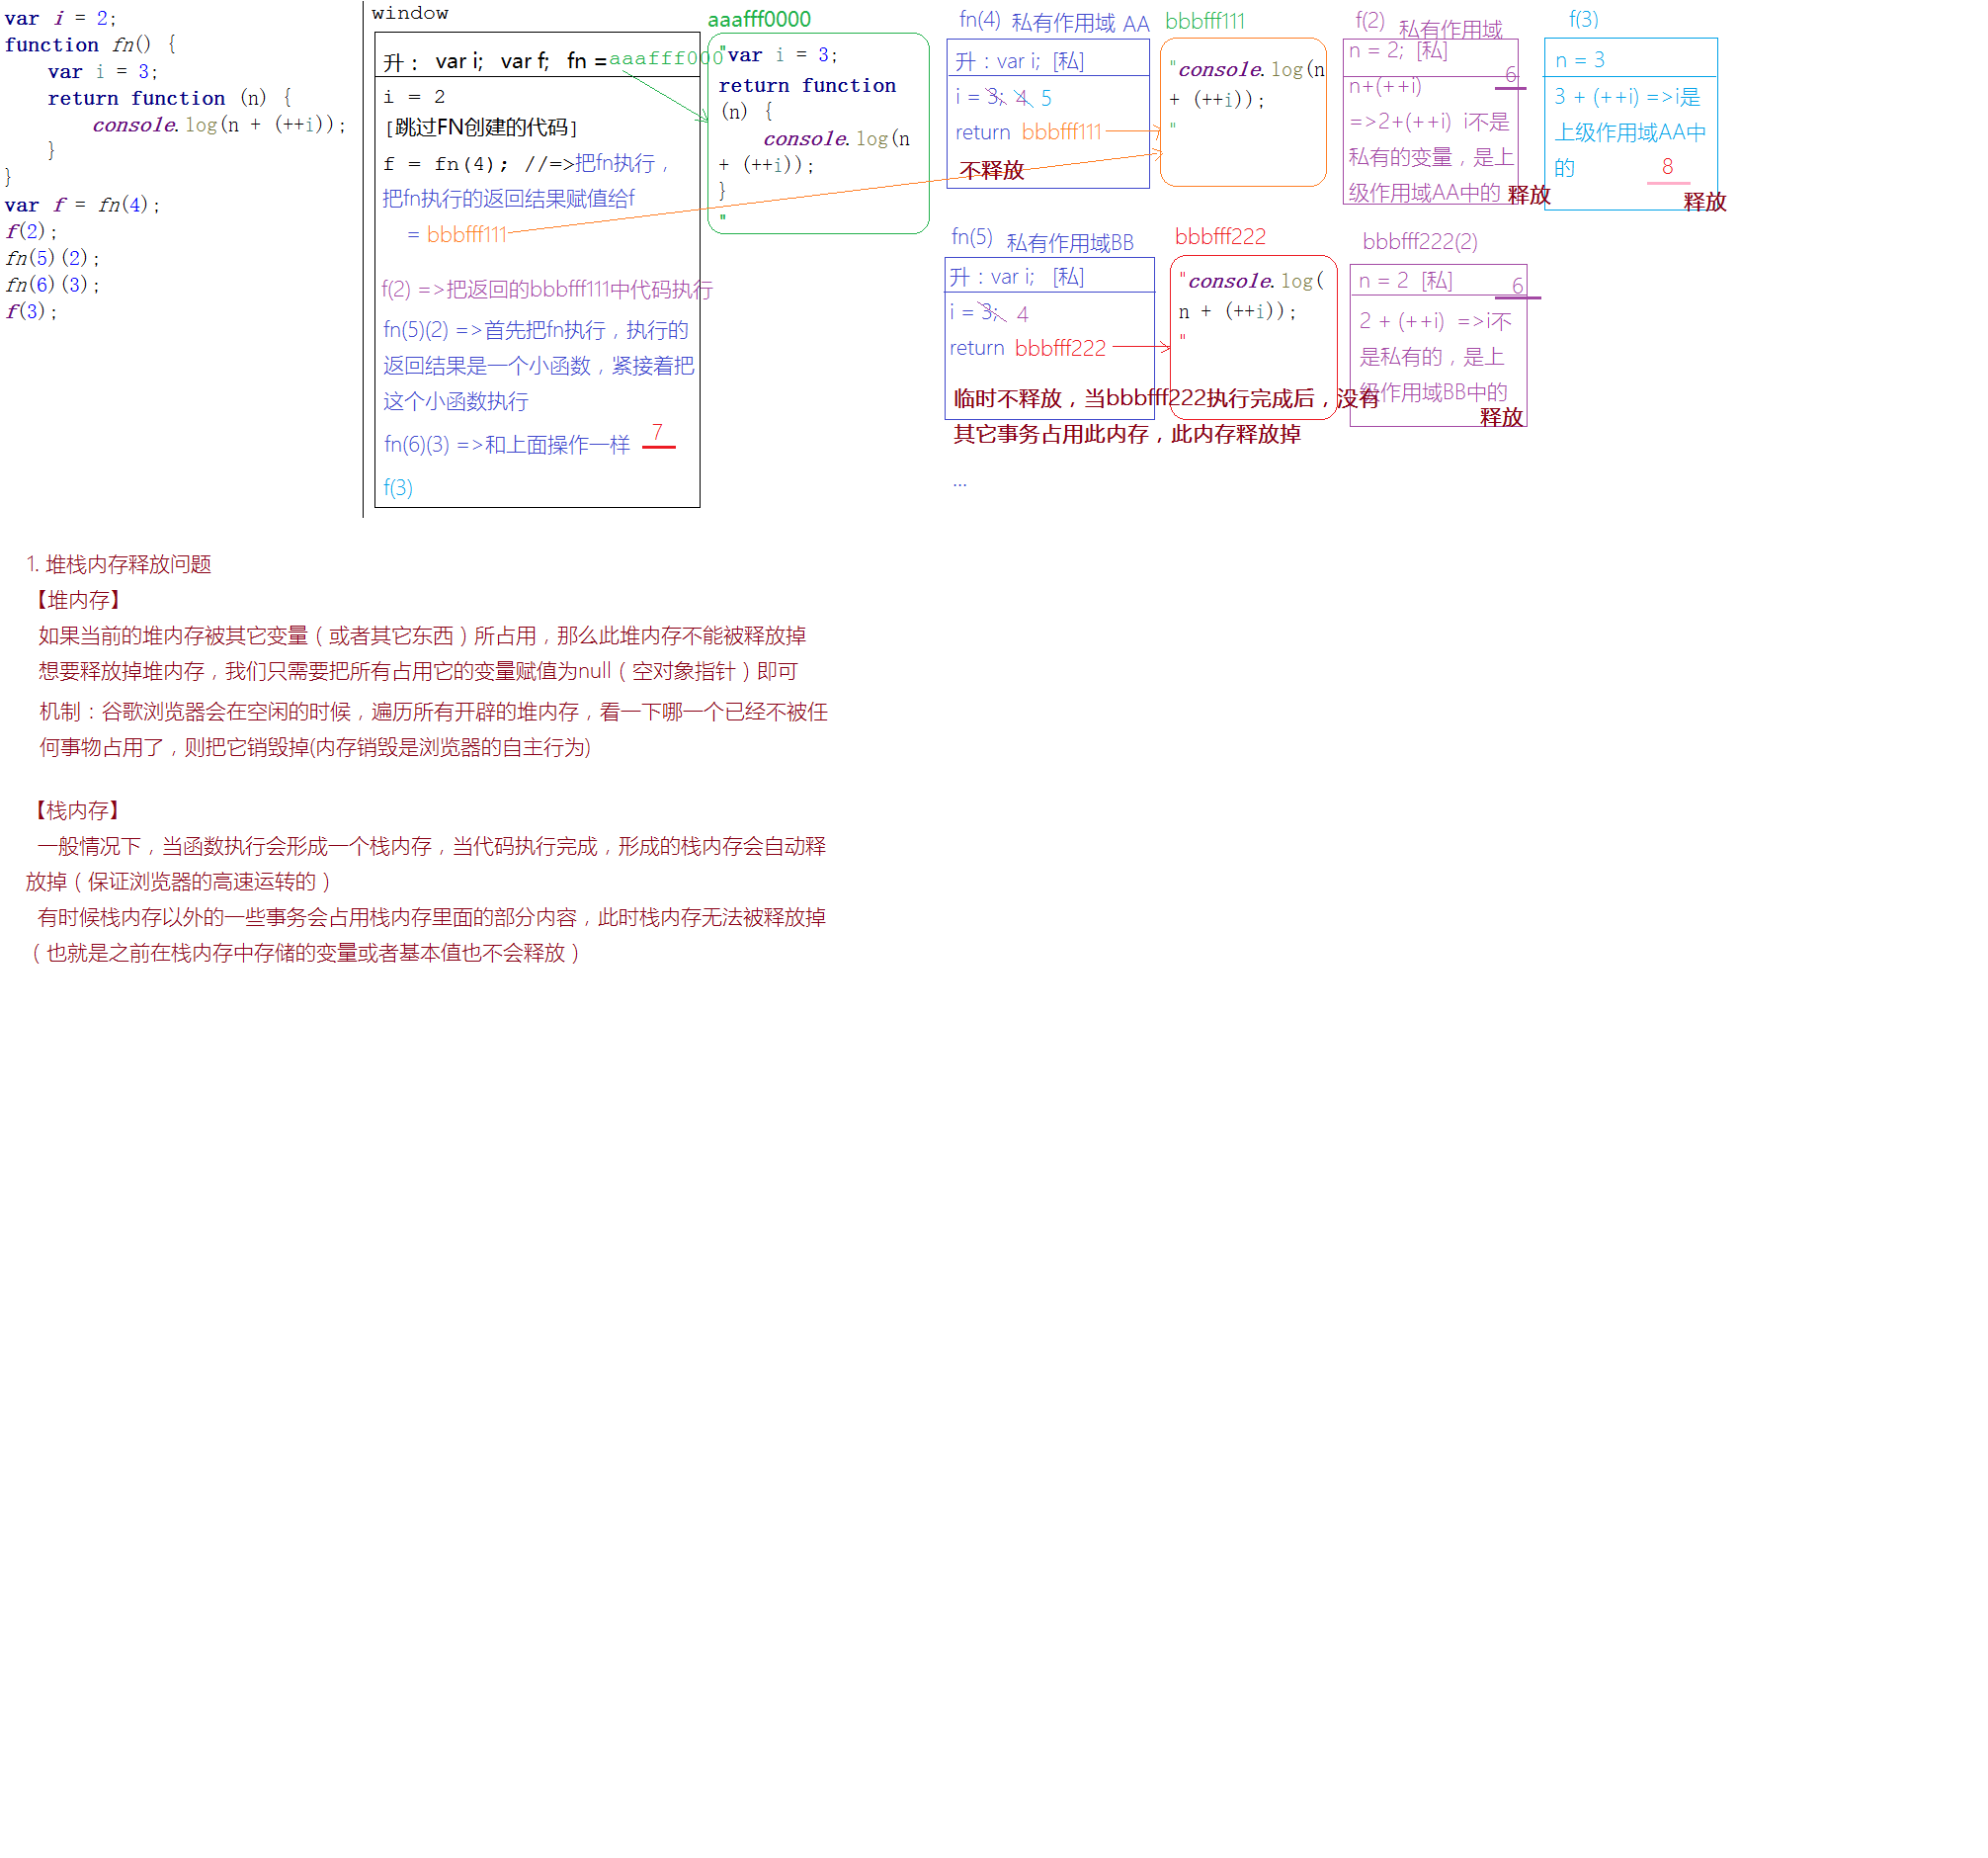 var i = 2;
function fn() {
var i = 3;
return function (n) {
console.log(n + (++i));
}
}
var f = fn(4);
f(2);
fn(5)(2);
fn(6)(3);
f(3);
window
升： var i; var f; fn =aaafff000
i = 2
[跳过FN创建的代码]
f = fn(4); //=>把fn执行，
把fn执行的返回结果赋值给f
= bbbfff111
f(2) =>把返回的bbbfff111中代码执行
fn(5)(2) =>首先把fn执行，执行的
返回结果是一个小函数，紧接着把
这个小函数执行
fn(6)(3) =>和上面操作一样 7
f(3)
aaafff0000
"var i = 3;
return function
(n) {
console.log(n
+ (++i));
}
"
fn(4) 私有作用域 AA
升：var i; [私]
i = 3; 4 5
return bbbfff111
不释放
bbbfff111
"console.log(n
+ (++i));
"
f(2) 私有作用域
n = 2; [私]
6
n+(++i)
=>2+(++i) i不是
私有的变量，是上
级作用域AA中的 释放
f(3)
n = 3
3 + (++i) =>i是
上级作用域AA中
的 8
释放
fn(5) 私有作用域BB
升：var i; [私]
i = 3; 4
return bbbfff222
临时不释放，当bbbfff222执行完成后，没有
其它事务占用此内存，此内存释放掉
...
bbbfff222
"console.log(
n + (++i));
"
bbbfff222(2)
n = 2 [私] 6
2 + (++i) =>i不
是私有的，是上
级作用域BB中的
释放
1. 堆栈内存释放问题
【堆内存】
如果当前的堆内存被其它变量（或者其它东西）所占用，那么此堆内存不能被释放掉
想要释放掉堆内存，我们只需要把所有占用它的变量赋值为null（空对象指针）即可
机制：谷歌浏览器会在空闲的时候，遍历所有开辟的堆内存，看一下哪一个已经不被任
何事物占用了，则把它销毁掉(内存销毁是浏览器的自主行为)
【栈内存】
一般情况下，当函数执行会形成一个栈内存，当代码执行完成，形成的栈内存会自动释
放掉（保证浏览器的高速运转的）
有时候栈内存以外的一些事务会占用栈内存里面的部分内容，此时栈内存无法被释放掉
（也就是之前在栈内存中存储的变量或者基本值也不会释放）